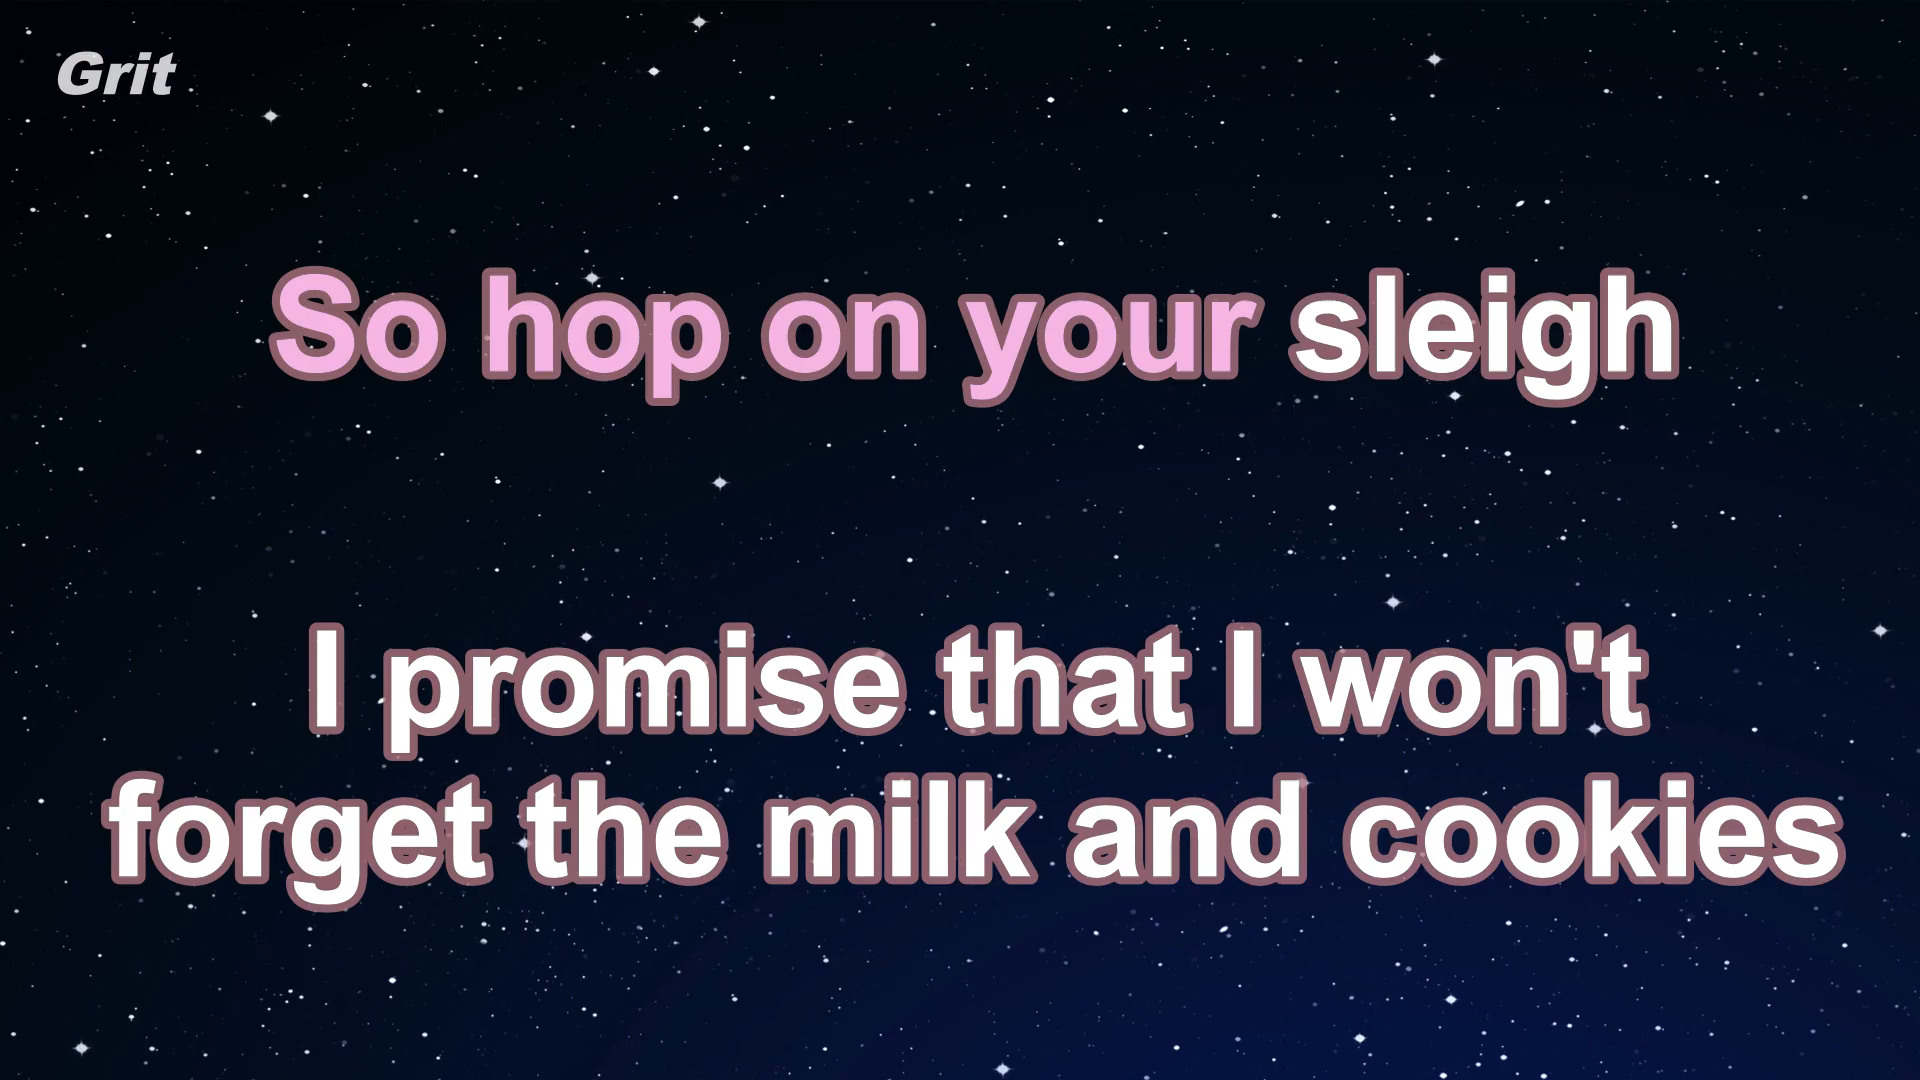 Grit
So hop on your sleigh
I promise that I won't
forget the milk and cookies